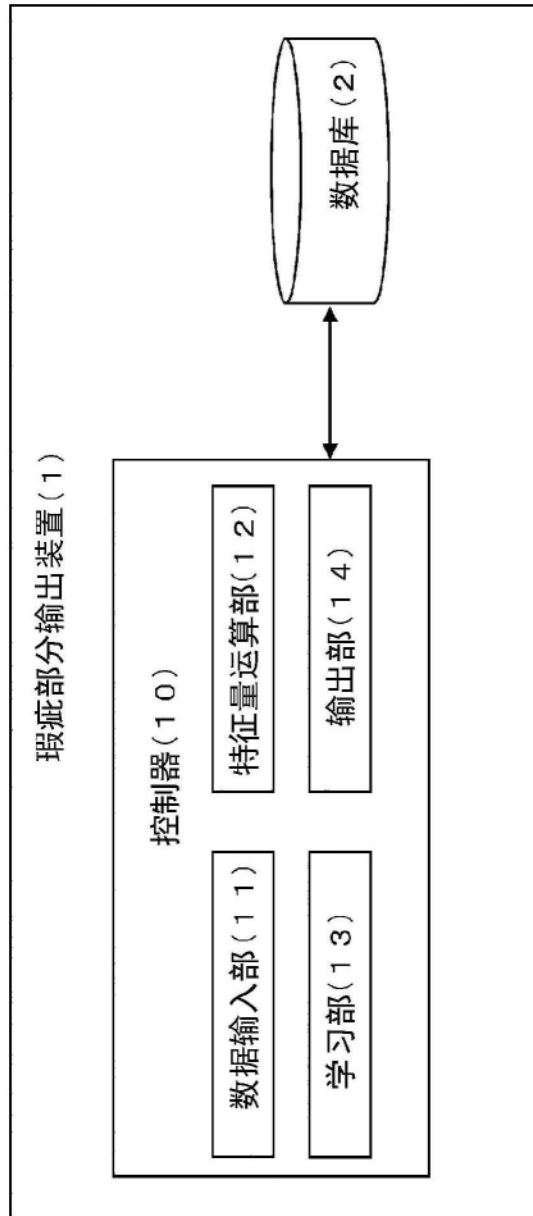 瑕疵部分输出装置(1)
控制器(10)
数据输入部(11)
特征量运算部(12)
学习部(13)
输出部(14)
数据库(2)